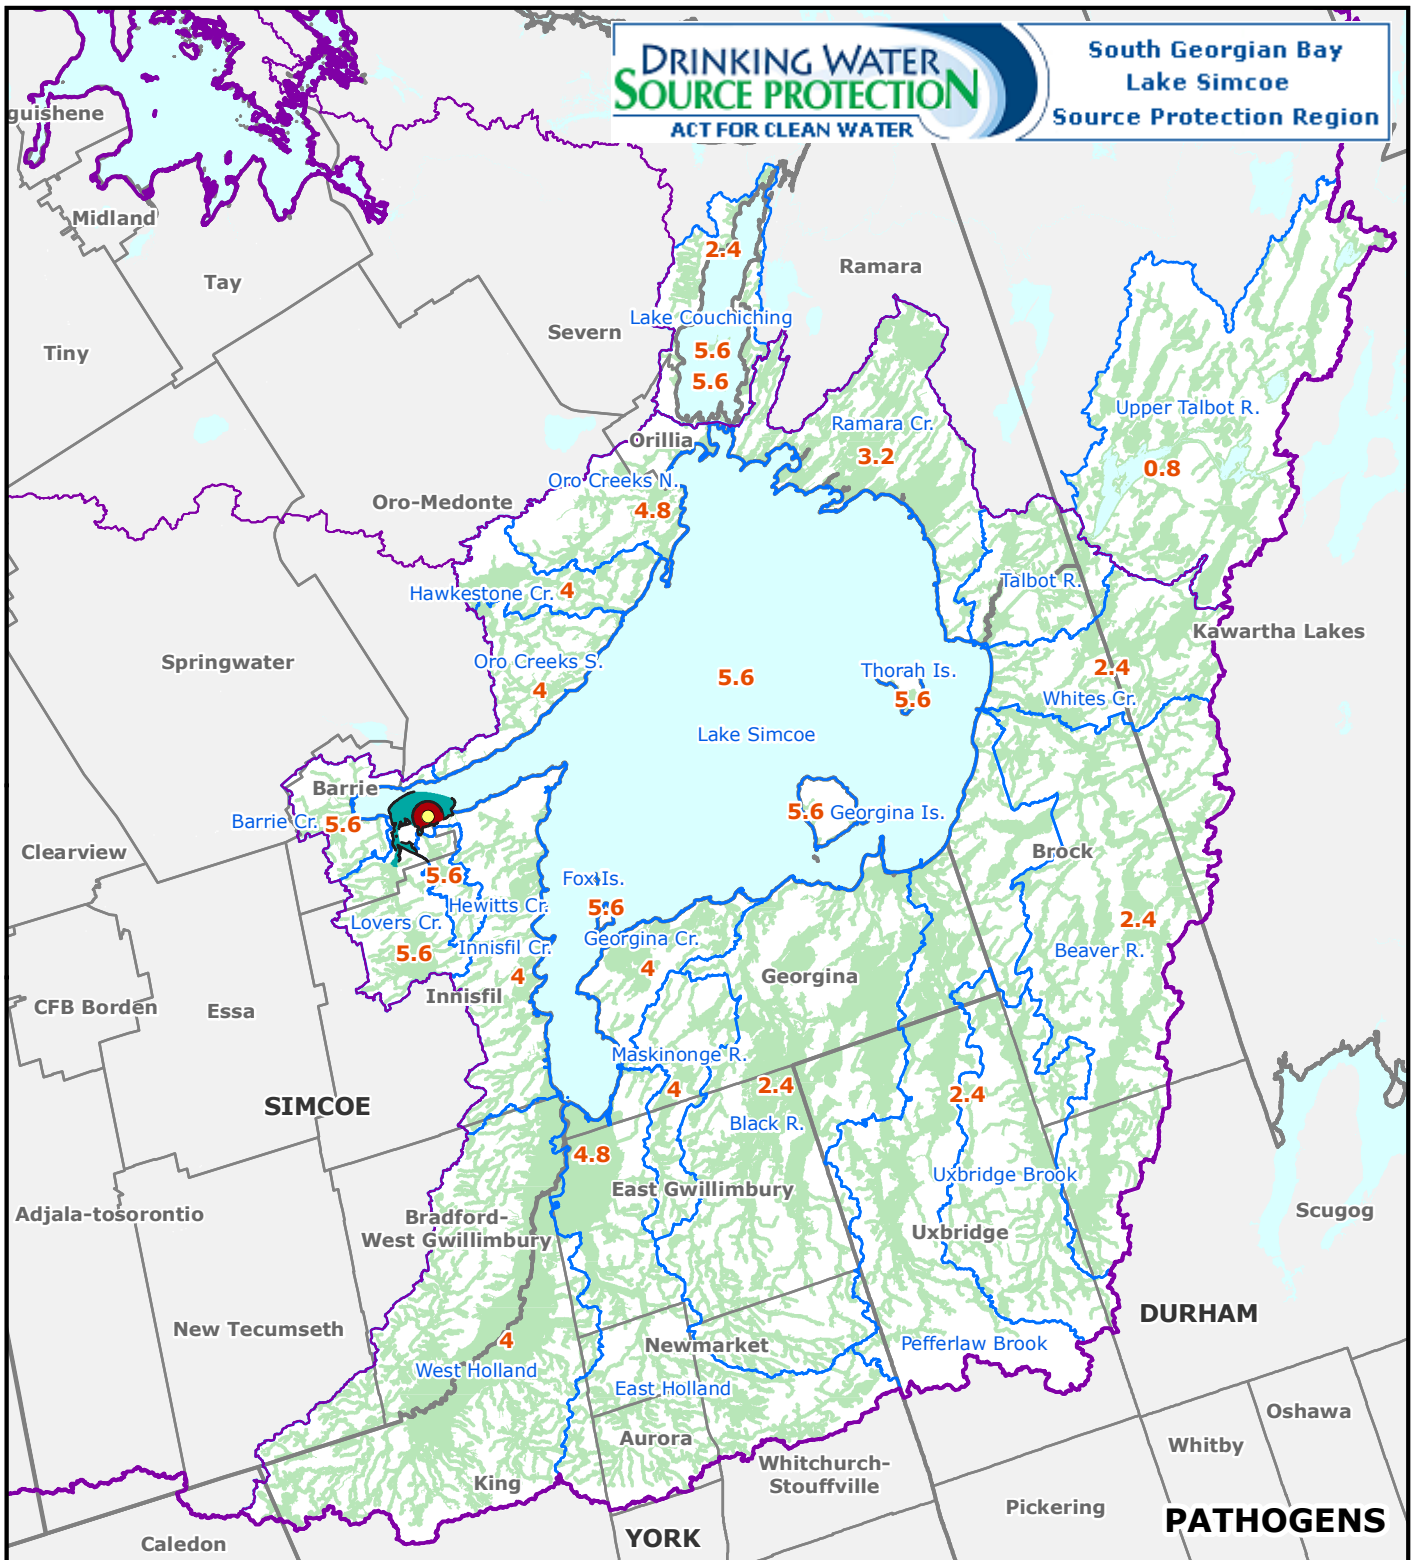 DRINKING WATER
SOURCE PROTECTION
ACT FOR CLEAN WATER
South Georgian Bay
Lake Simcoe
Source Protection Region
guishene
Midland
Tay
Tiny
Severn
Ramara
2.4
Lake Couchiching
5.6
5.6
Orillia
Ramara Cr.
3.2
Upper Talbot R.
0.8
Oro-Medonte
Oro Creeks N.
4.8
Hawkestone Cr.
4
Talbot R.
Kawartha Lakes
Springwater
Oro Creeks S.
4
5.6
Lake Simcoe
Thorah Is.
5.6
2.4
Whites Cr.
Barrie
Barrie Cr.
5.6
5.6
Georgina Is.
Clearview
Brock
5.6
Hewitts Cr.
Fox Is.
5.6
Lovers Cr.
5.6
Innisfil Cr.
4
Innisfil
Georgina Cr.
4
Georgina
2.4
Beaver R.
CFB Borden
Essa
SIMCOE
Maskinonge R.
4
2.4
Black R.
2.4
4.8
East Gwillimbury
Uxbridge Brook
Uxbridge
Scugog
Adjala-tosorontio
Bradford-
West Gwillimbury
New Tecumseth
4
West Holland
Newmarket
East Holland
Pefferlaw Brook
DURHAM
Aurora
King
Whitchurch-
Stouffville
Oshawa
Whitby
Pickering
Caledon
YORK
PATHOGENS